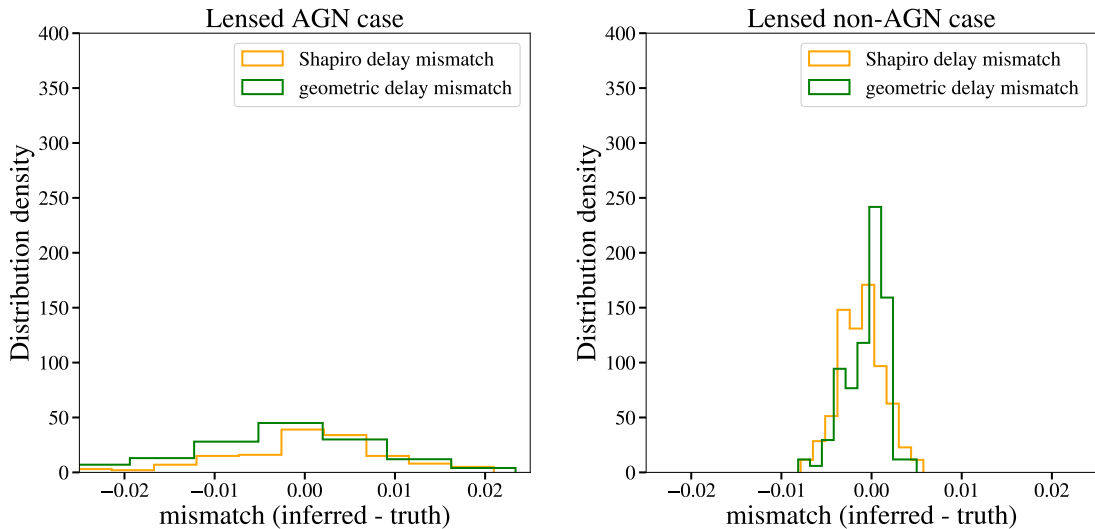 Lensed AGN case
400
350
300
250
200
150
100
50
0
Distribution density
Shapiro delay mismatch
geometric delay mismatch
−0.02
−0.01
0.00
0.01
0.02
mismatch (inferred - truth)
Lensed non-AGN case
400
350
300
250
200
150
100
50
0
Distribution density
Shapiro delay mismatch
geometric delay mismatch
−0.02
−0.01
0.00
0.01
0.02
mismatch (inferred - truth)